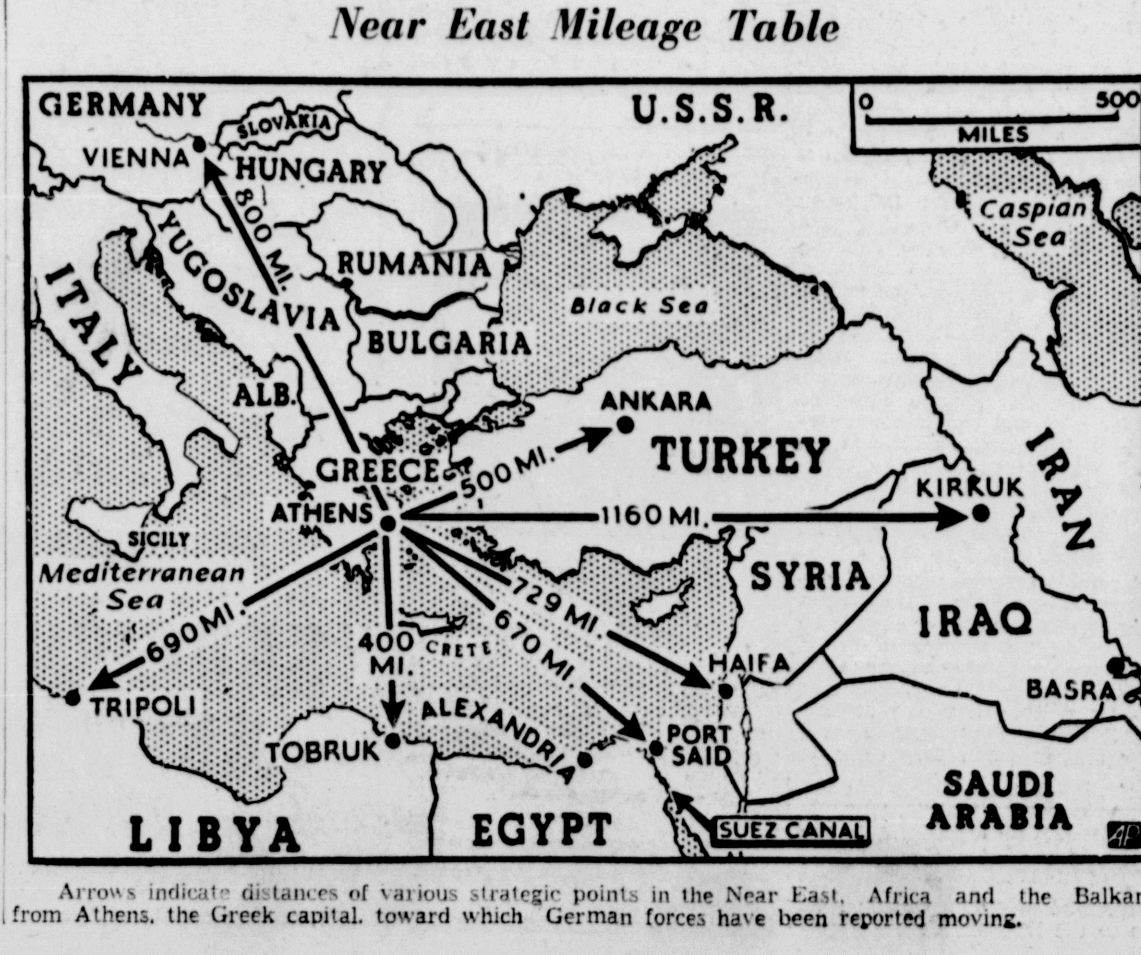 Near East Mileage Table
GERMANY
U.S.S.R.
0 500
MILES
SLOVAKIA
VIENNA
HUNGARY
Caspian
Sea
800 MI.
YUGOSLAVIA
RUMANIA
ITALY
Black Sea
BULGARIA
ALB.
ANKARA
TURKEY
IRAN
GREECE
500 MI.
KIRKUK
ATHENS
1160 MI.
SICILY
Mediterranean
Sea
SYRIA
729 MI.
IRAQ
690 MI.
670 MI.
400
MI.
CRETE
HAIFA
BASRA
TRIPOLI
ALEXANDRIA
PORT
SAID
TOBRUK
SAUDI
ARABIA
LIBYA
EGYPT
SUEZ CANAL
AP
Arrows indicate distances of various strategic points in the Near East, Africa and the Balkan
from Athens, the Greek capital, toward which German forces have been reported moving.